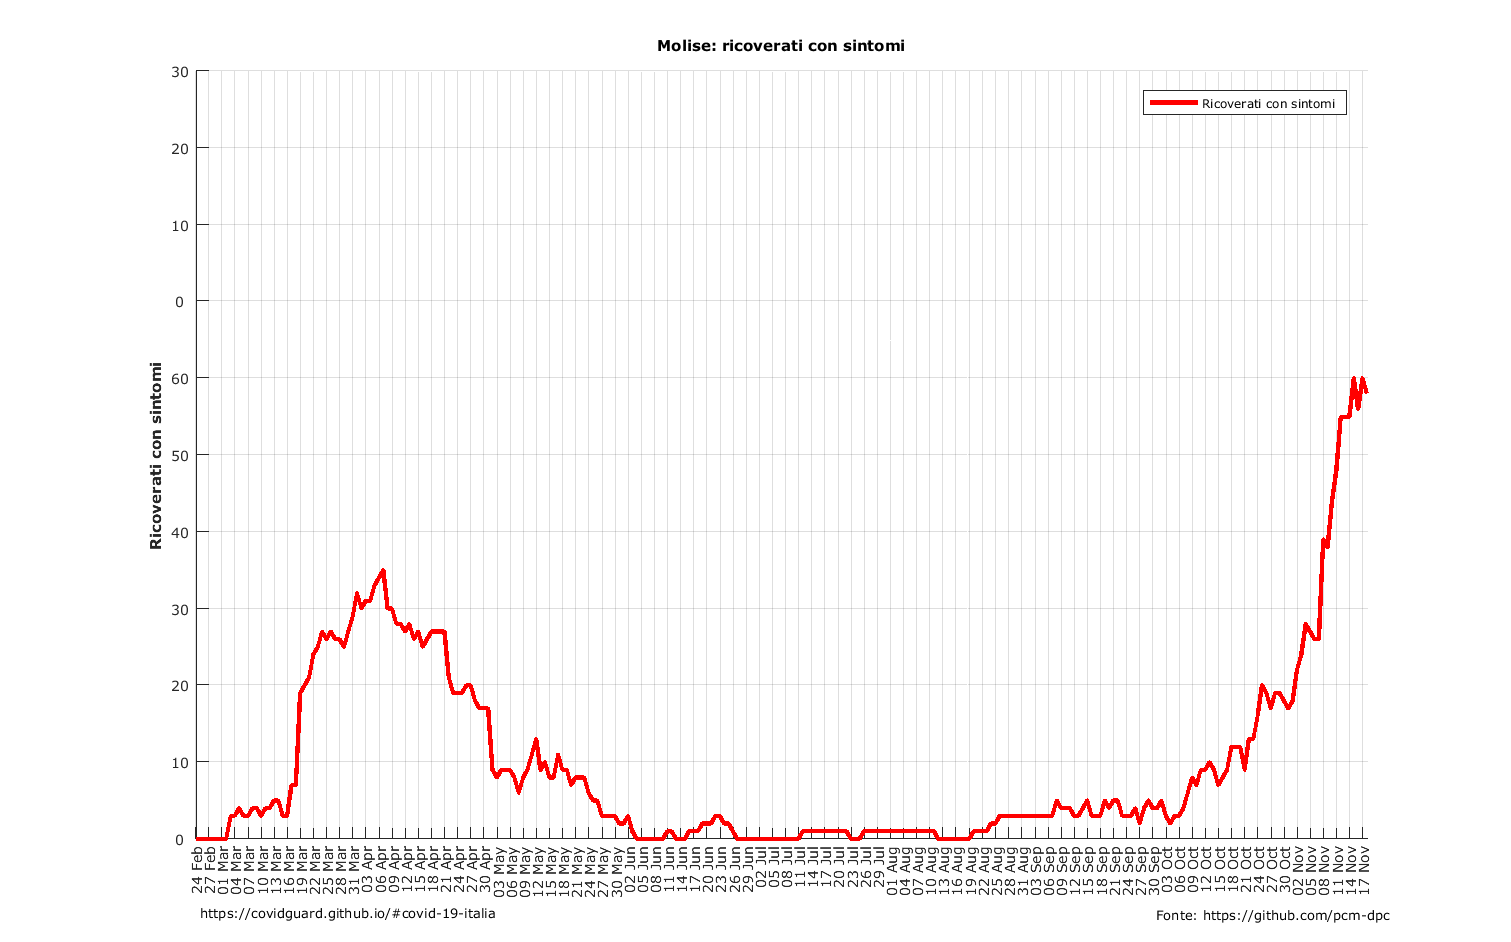 Molise: ricoverati con sintomi
Ricoverati con sintomi
Ricoverati con sintomi
30
20
10
0
60
50
40
30
20
10
0
24 Feb
27 Feb
01 Mar
04 Mar
07 Mar
10 Mar
13 Mar
16 Mar
19 Mar
22 Mar
25 Mar
28 Mar
31 Mar
03 Apr
06 Apr
09 Apr
12 Apr
15 Apr
18 Apr
21 Apr
24 Apr
27 Apr
30 Apr
03 May
06 May
09 May
12 May
15 May
18 May
21 May
24 May
27 May
30 May
02 Jun
05 Jun
08 Jun
11 Jun
14 Jun
17 Jun
20 Jun
23 Jun
26 Jun
29 Jun
02 Jul
05 Jul
08 Jul
11 Jul
14 Jul
17 Jul
20 Jul
23 Jul
26 Jul
29 Jul
01 Aug
04 Aug
07 Aug
10 Aug
13 Aug
16 Aug
19 Aug
22 Aug
25 Aug
28 Aug
31 Aug
03 Sep
06 Sep
09 Sep
12 Sep
15 Sep
18 Sep
21 Sep
24 Sep
27 Sep
30 Sep
03 Oct
06 Oct
09 Oct
12 Oct
15 Oct
18 Oct
21 Oct
24 Oct
27 Oct
30 Oct
02 Nov
05 Nov
08 Nov
11 Nov
14 Nov
17 Nov
https://covidguard.github.io/#covid-19-italia
Fonte: https://github.com/pcm-dpc